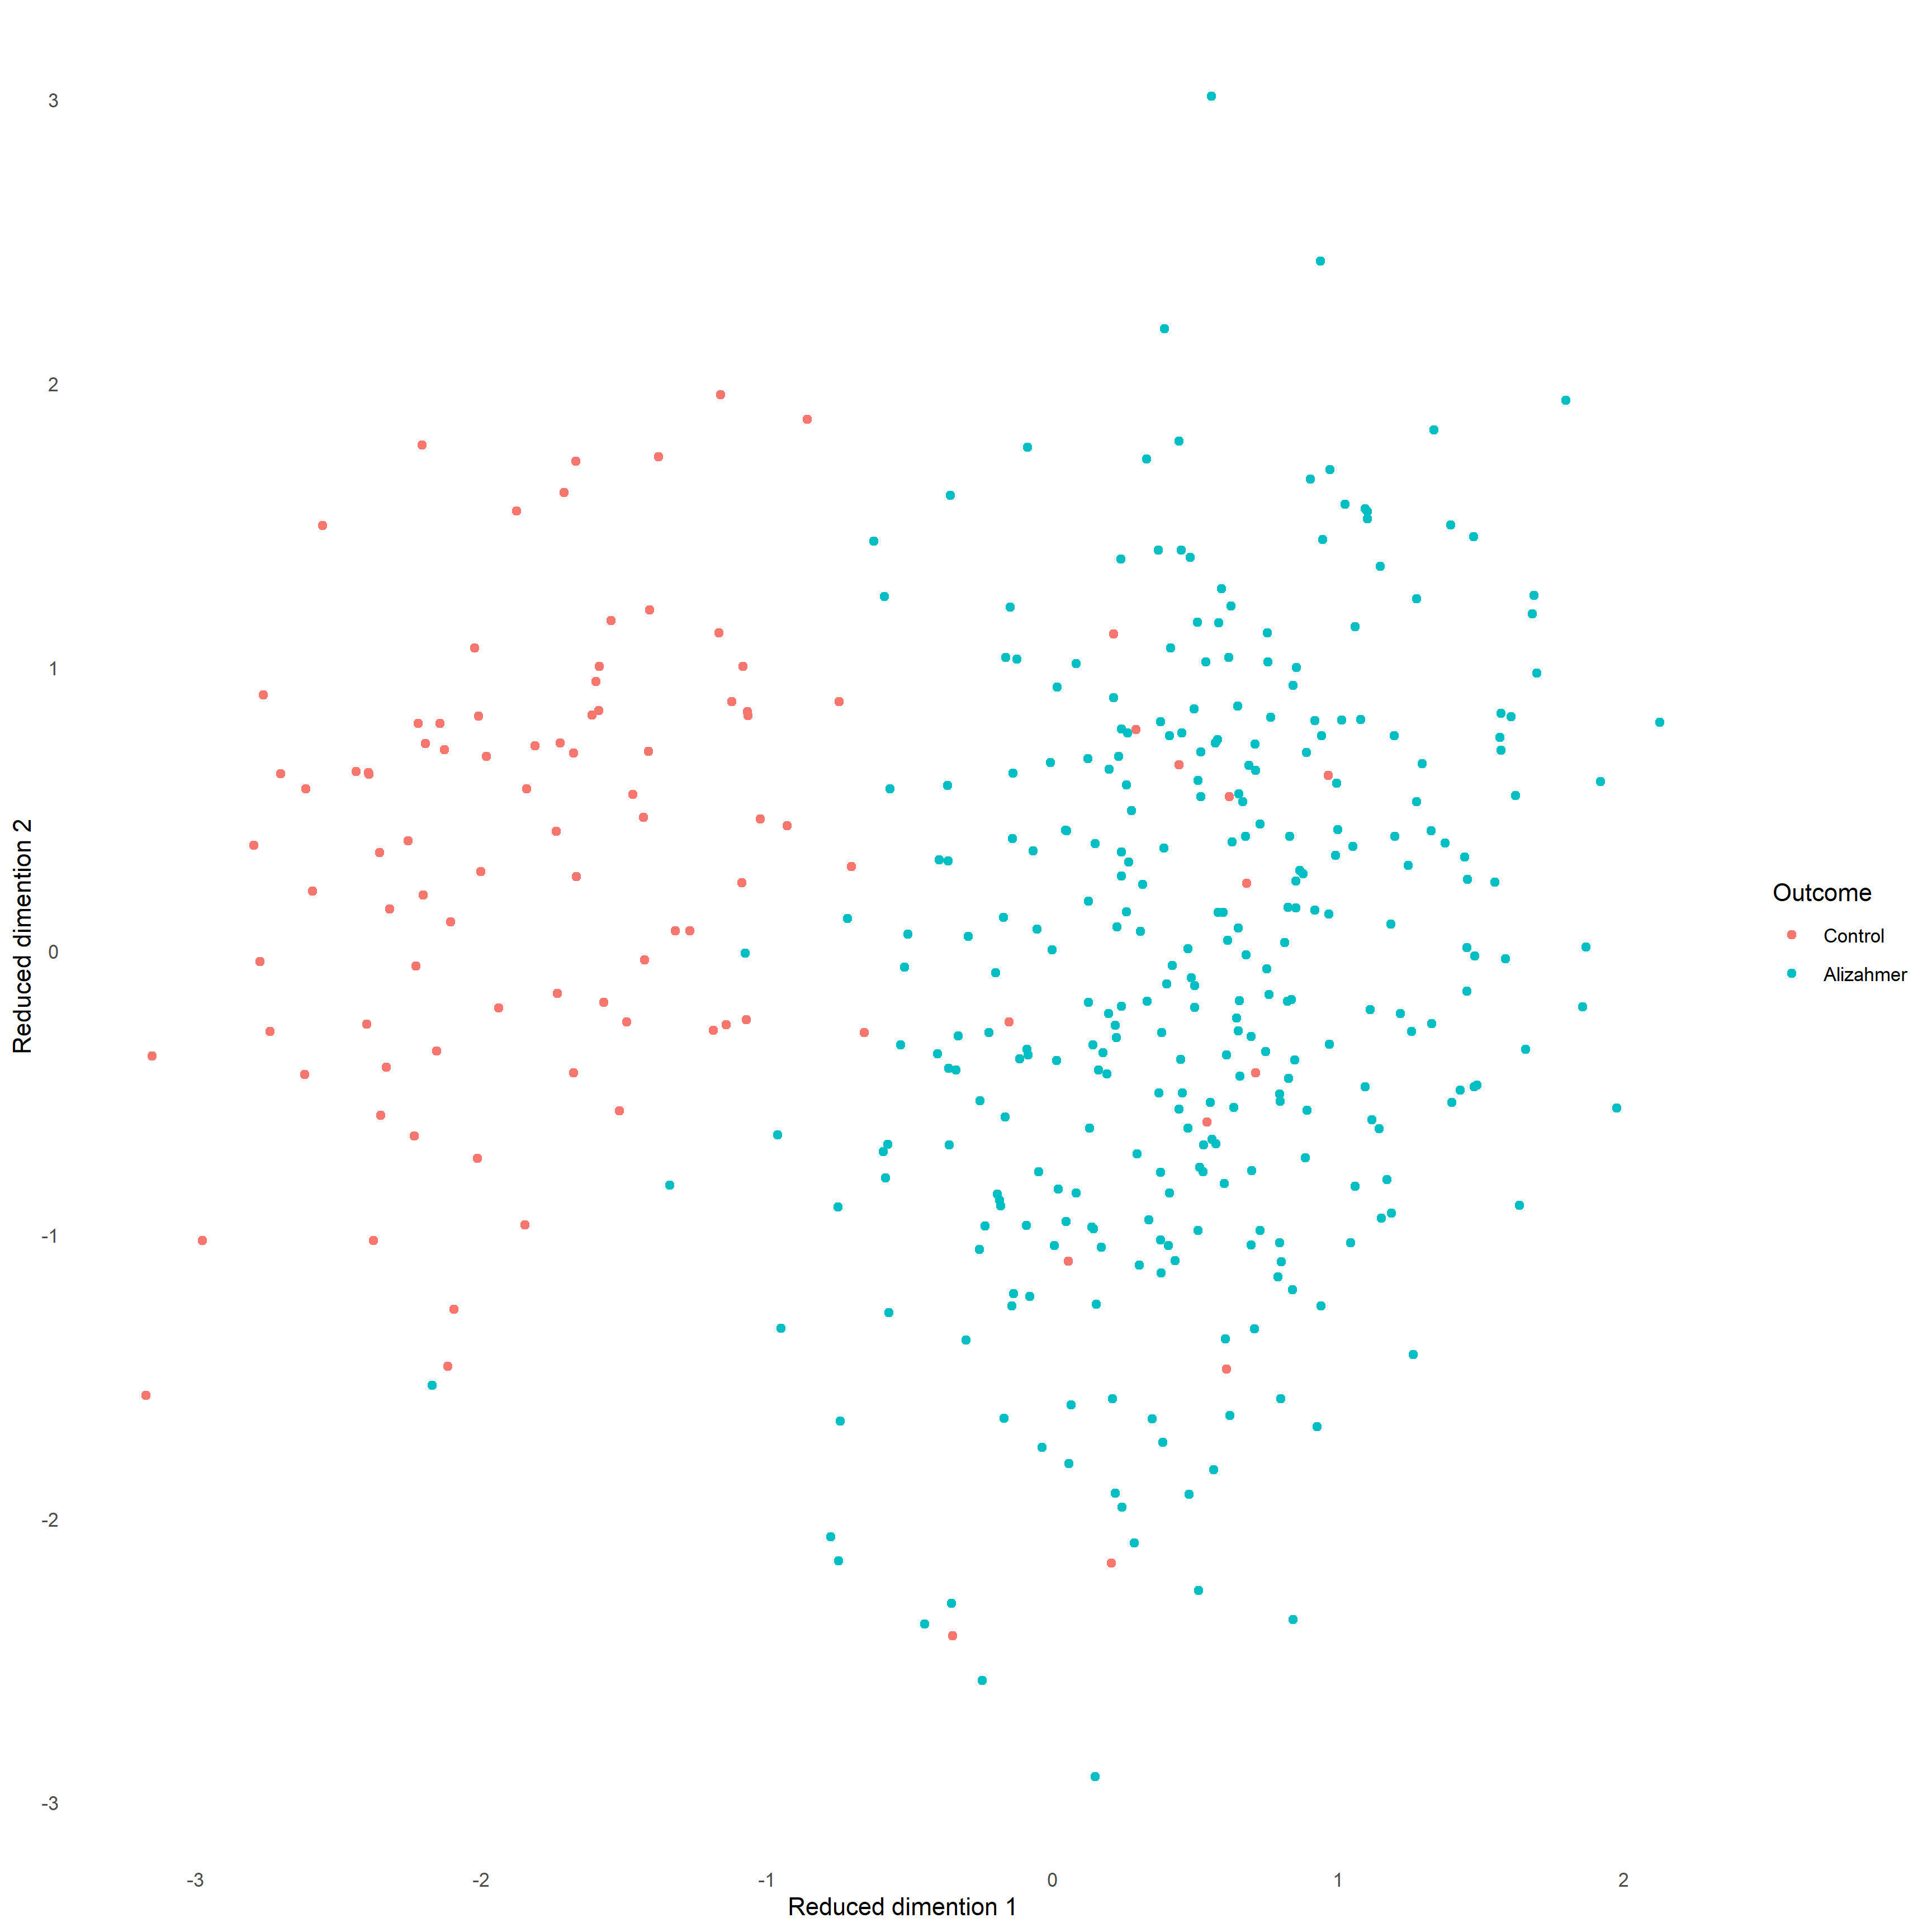 3
2
1
0
-1
-2
-3
Reduced dimention 2
-3
-2
-1
0
1
2
Reduced dimention 1
Outcome
Control
Alizahmer